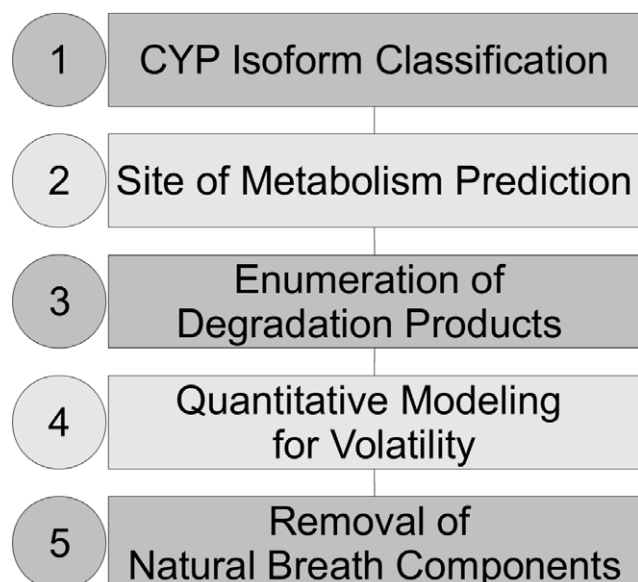 1
CYP Isoform Classification
2
Site of Metabolism Prediction
3
Enumeration of
Degradation Products
4
Quantitative Modeling
for Volatility
5
Removal of
Natural Breath Components